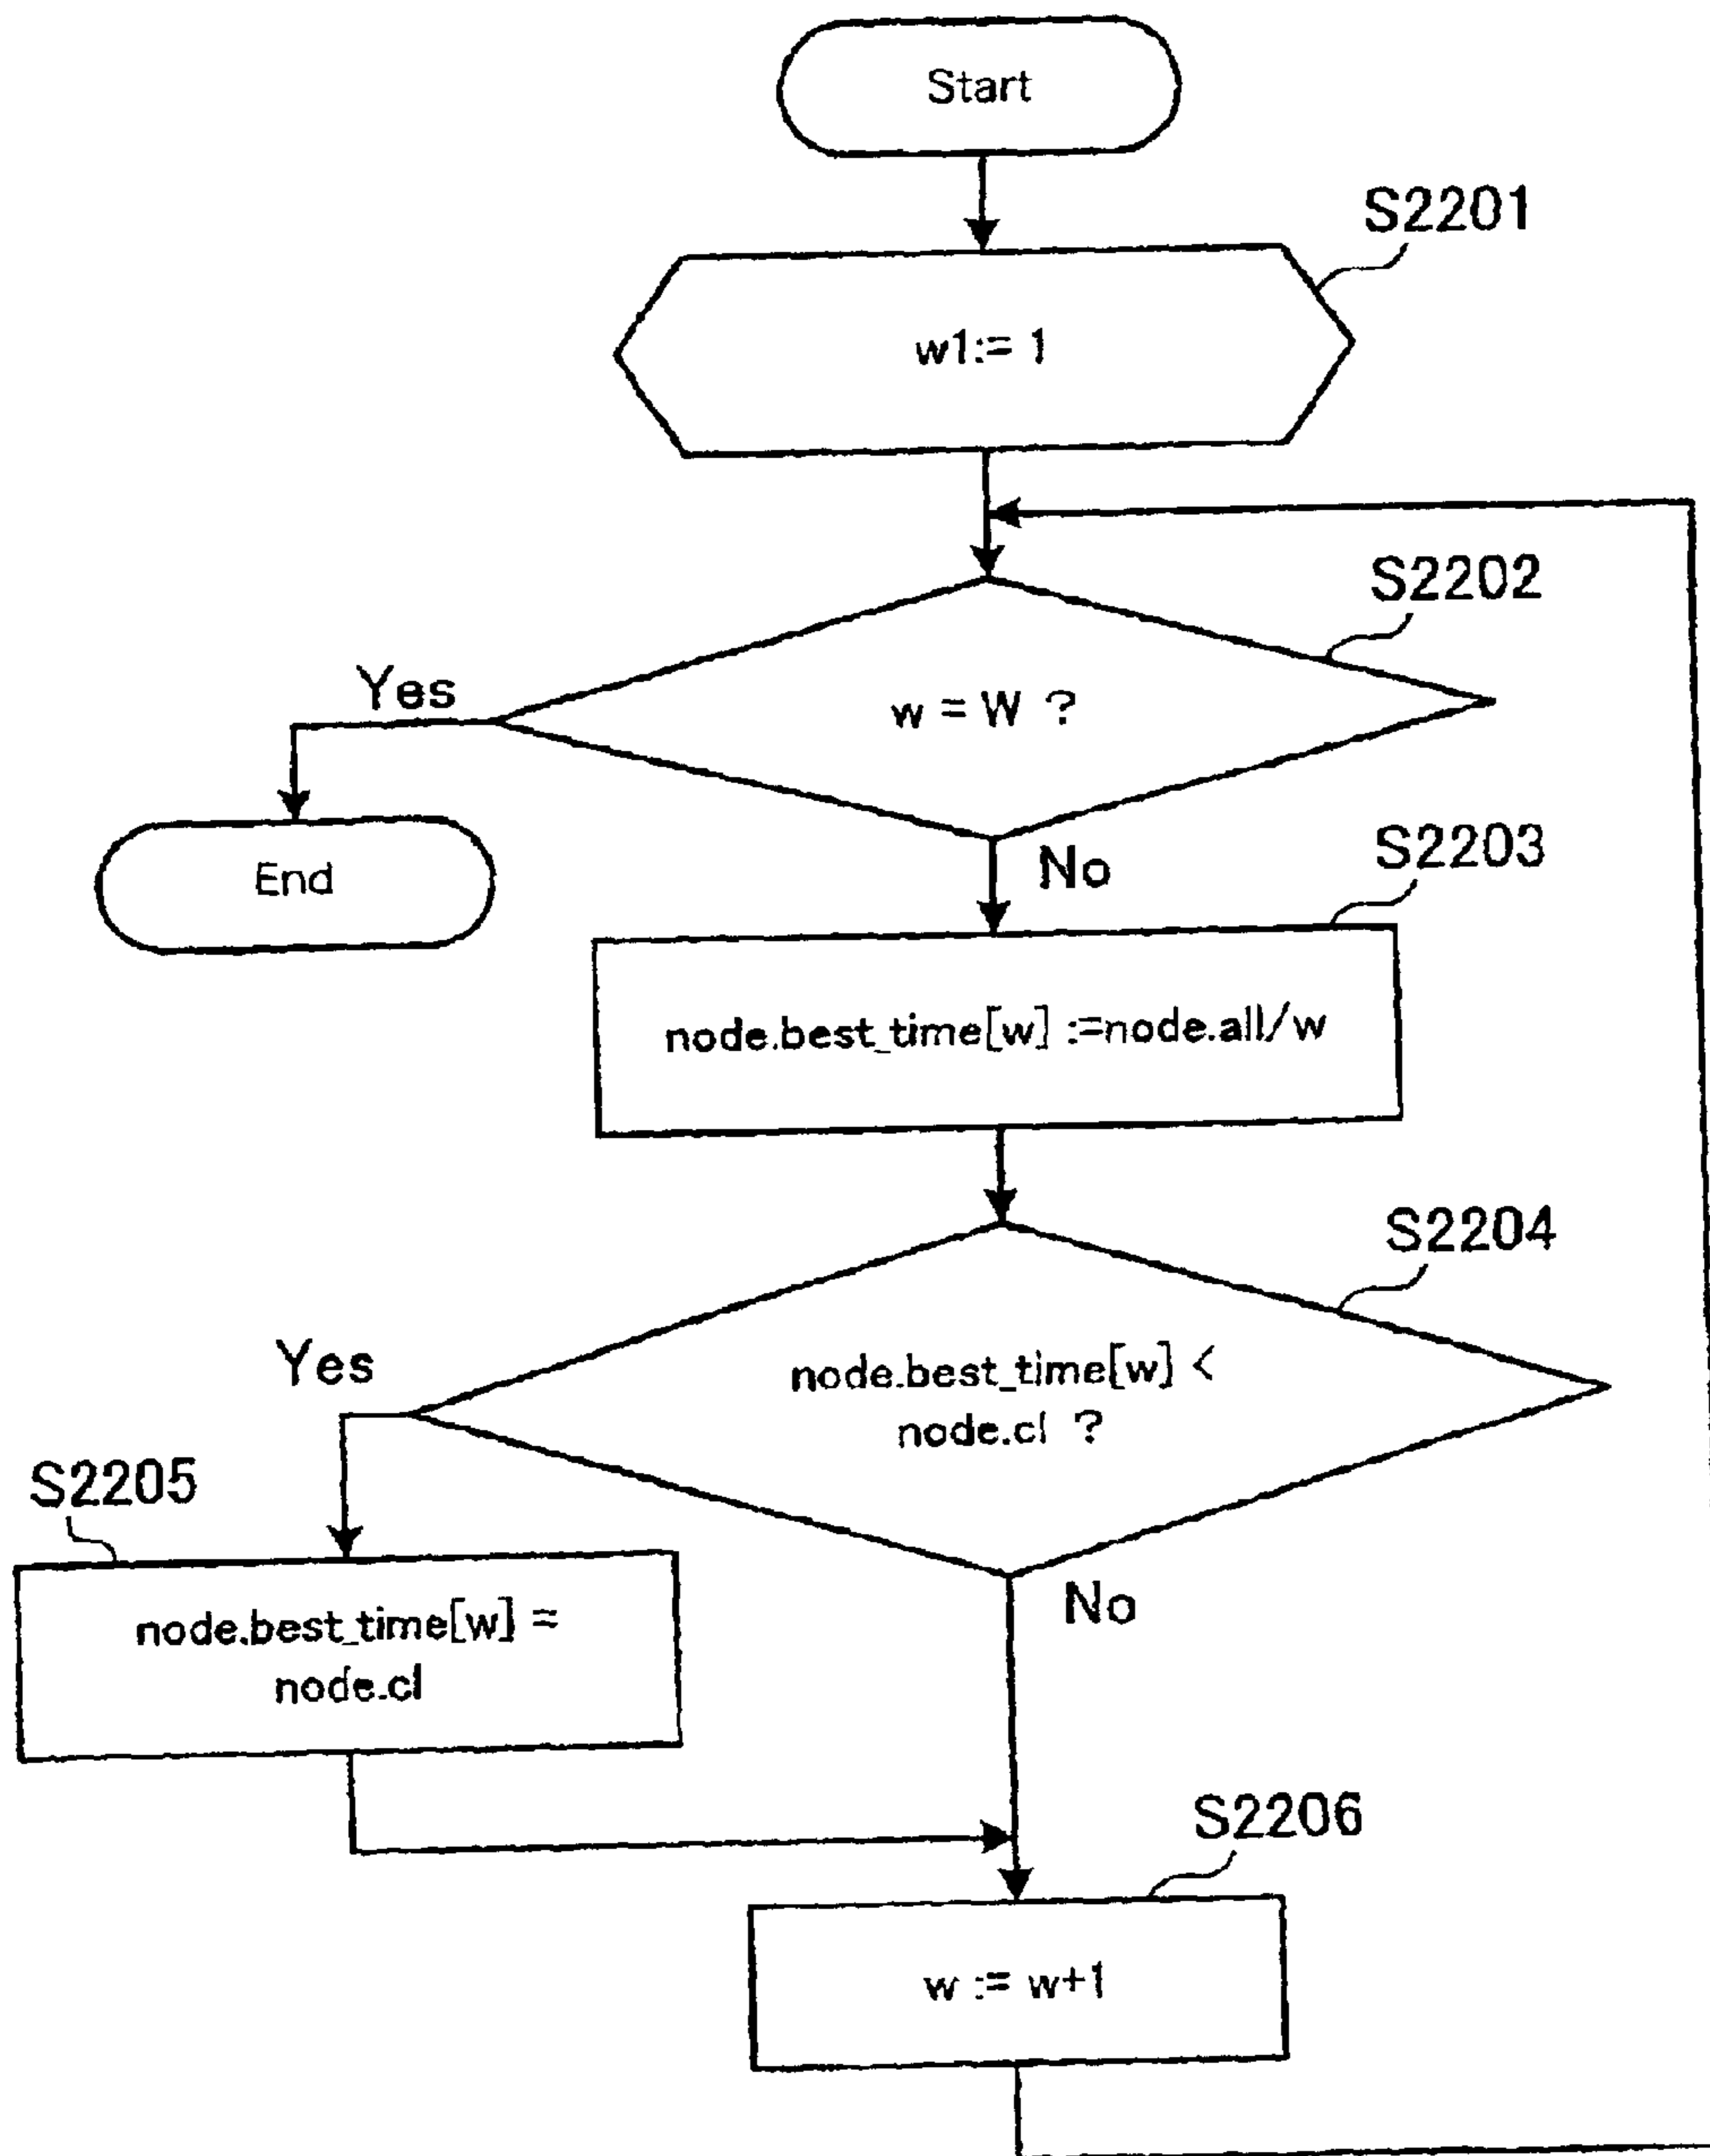 Start
S2201
w1:= 1
S2202
Yes
w = W ?
End
No
S2203
node.best_time[w] :=node.all/w
S2204
Yes
node.best_time[w] <
node.cl ?
S2205
No
node.best_time[w] =
node.cl
S2206
w := w+1